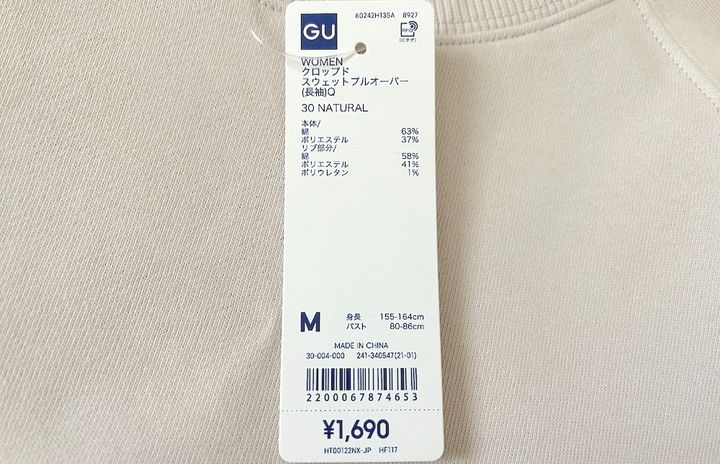 GU
60242H135A 8927
RFID
(ICタグ)
WOMEN
クロップド
スウェットプルオーバー
(長袖)Q
30 NATURAL
本体/
綿 63%
ポリエステル 37%
リブ部分/
綿 58%
ポリエステル 41%
ポリウレタン 1%
M 身長 155-164cm
バスト 80-86cm
MADE IN CHINA
30-004-000 241-340547(21-01)
2200067874653
¥1,690
HT00122NX-JP HF117